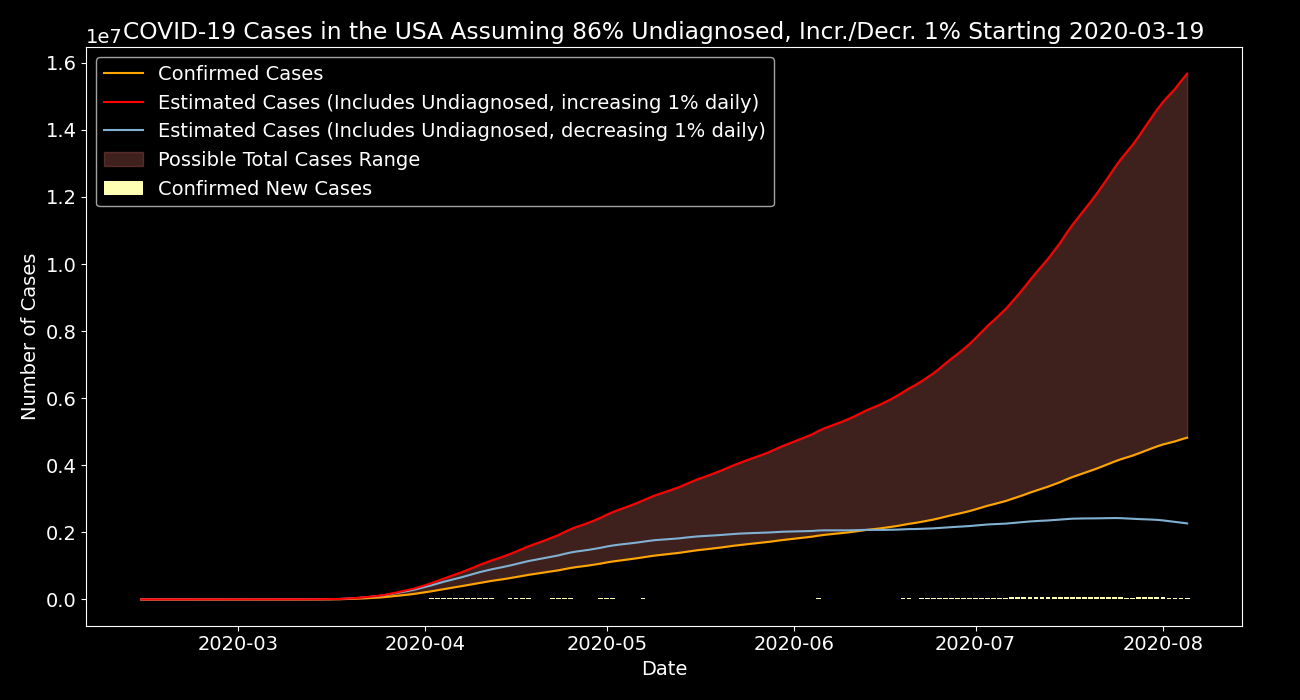 COVID-19 Cases in the USA Assuming 86% Undiagnosed, Incr./Decr. 1% Starting 2020-03-19
1e7
Confirmed Cases
Estimated Cases (Includes Undiagnosed, increasing 1% daily)
Estimated Cases (Includes Undiagnosed, decreasing 1% daily)
Possible Total Cases Range
Confirmed New Cases
Number of Cases
1.6
1.4
1.2
1.0
0.8
0.6
0.4
0.2
0.0
2020-03 2020-04 2020-05 2020-06 2020-07 2020-08
Date